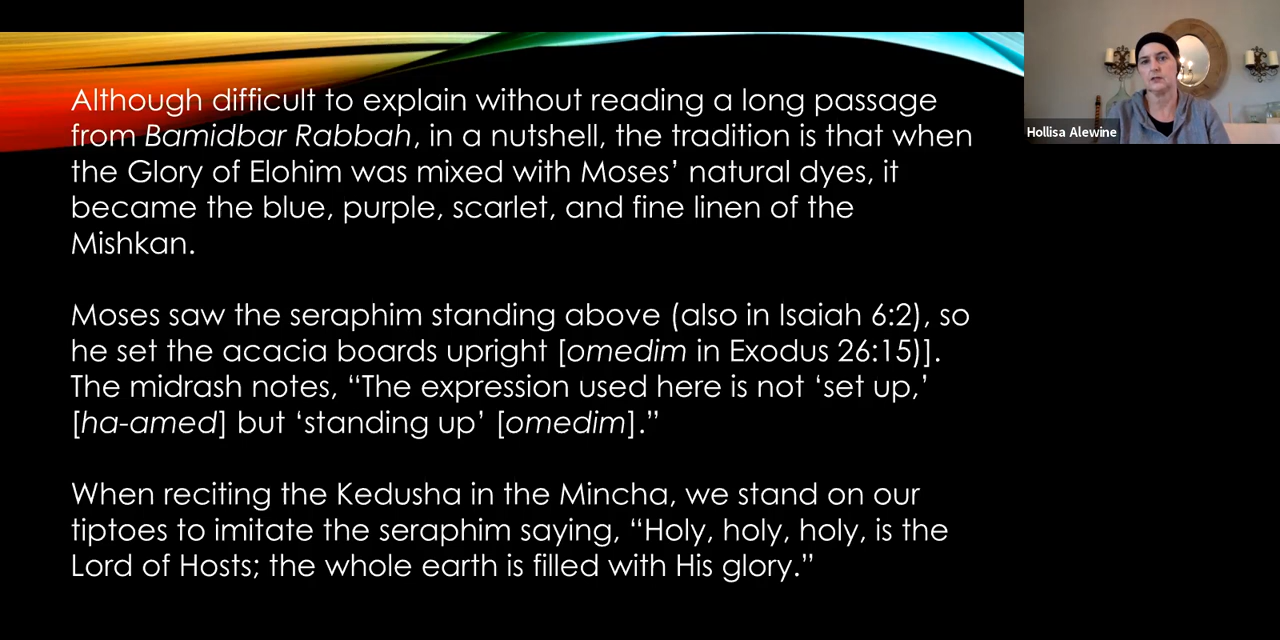 Although difficult to explain without reading a long passage
from Bamidbar Rabbah, in a nutshell, the tradition is that when
the Glory of Elohim was mixed with Moses’ natural dyes, it
became the blue, purple, scarlet, and fine linen of the
Mishkan.
Moses saw the seraphim standing above (also in Isaiah 6:2), so
he set the acacia boards upright [omedim in Exodus 26:15)].
The midrash notes, “The expression used here is not ‘set up,’
[ha-amed] but ‘standing up’ [omedim].”
When reciting the Kedusha in the Mincha, we stand on our
tiptoes to imitate the seraphim saying, “Holy, holy, holy, is the
Lord of Hosts; the whole earth is filled with His glory.”
Hollisa Alewine